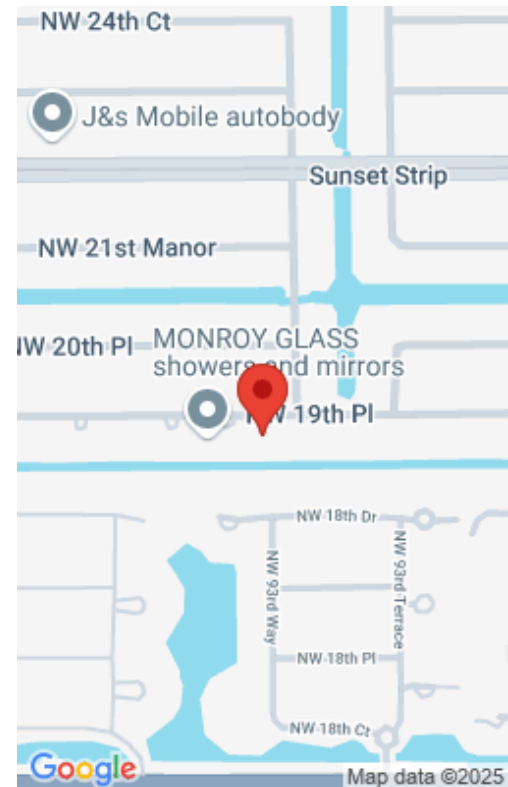 NW 24th Ct
J&s Mobile autobody
Sunset Strip
NW 21st Manor
NW 20th Pl
MONROY GLASS
showers and mirrors
NW 19th Pl
NW 18th Dr
NW 93rd Way
NW 93rd Terrace
NW 18th Pl
NW 18th Ct
Google
Map data ©2025